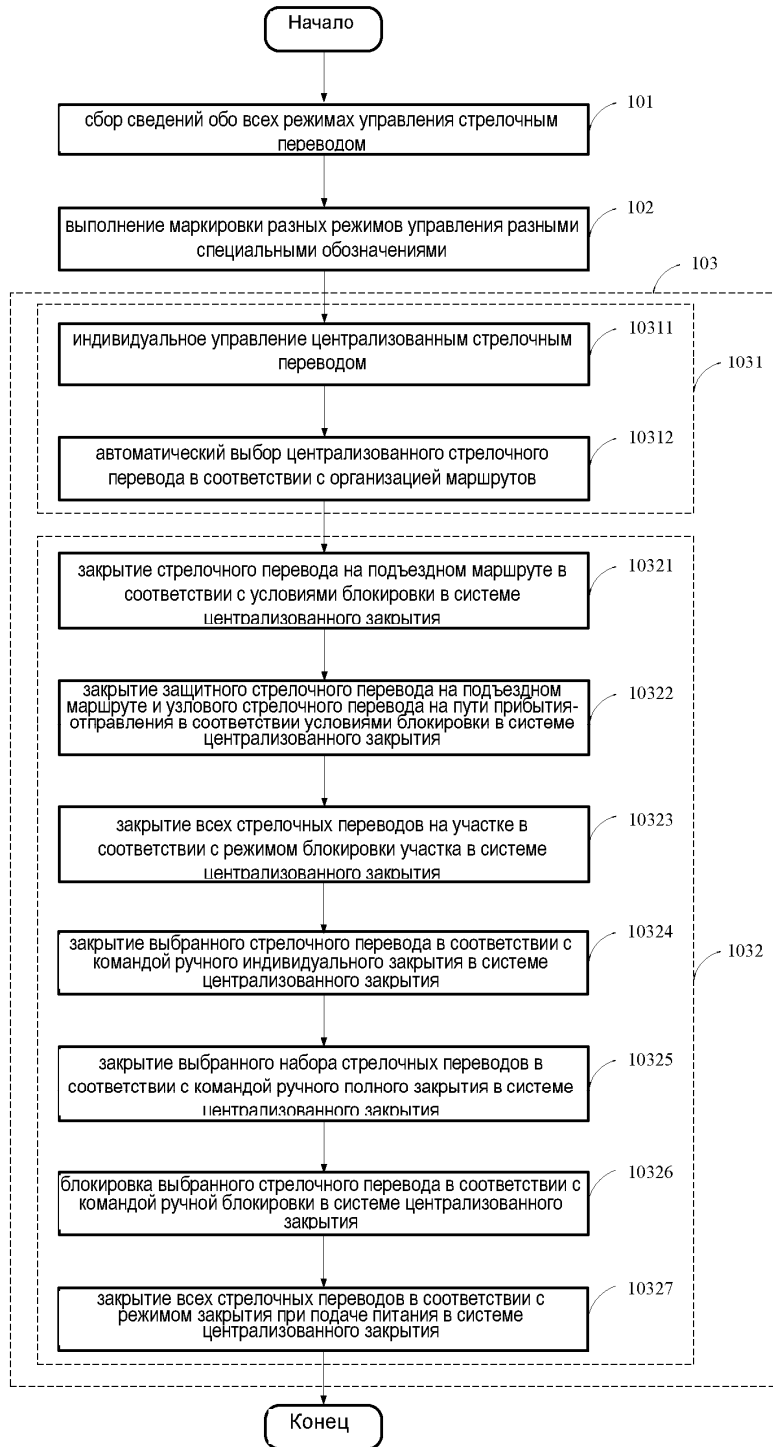 Начало
101
сбор сведений обо всех режимах управления стрелочным
переводом
102
выполнение маркировки разных режимов управления разными
специальными обозначениями
103
10311
индивидуальное управление централизованным стрелочным
переводом
1031
10312
автоматический выбор централизованного стрелочного
перевода в соответствии с организацией маршрутов
10321
закрытие стрелочного перевода на подъездном маршруте в
соответствии с условиями блокировки в системе
централизованного закрытия
10322
закрытие защитного стрелочного перевода на подъездном
маршруте и узлового стрелочного перевода на пути прибытия-
отправления в соответствии условиями блокировки в системе
централизованного закрытия
10323
закрытие всех стрелочных переводов на участке в
соответствии с режимом блокировки участка в системе
централизованного закрытия
10324
закрытие выбранного стрелочного перевода в соответствии с
командой ручного индивидуального закрытия в системе
централизованного закрытия
1032
10325
закрытие выбранного набора стрелочных переводов в
соответствии с командой ручного полного закрытия в системе
централизованного закрытия
10326
блокировка выбранного стрелочного перевода в соответствии с
командой ручной блокировки в системе централизованного
закрытия
10327
закрытие всех стрелочных переводов в соответствии с
режимом закрытия при подаче питания в системе
централизованного закрытия
Конец